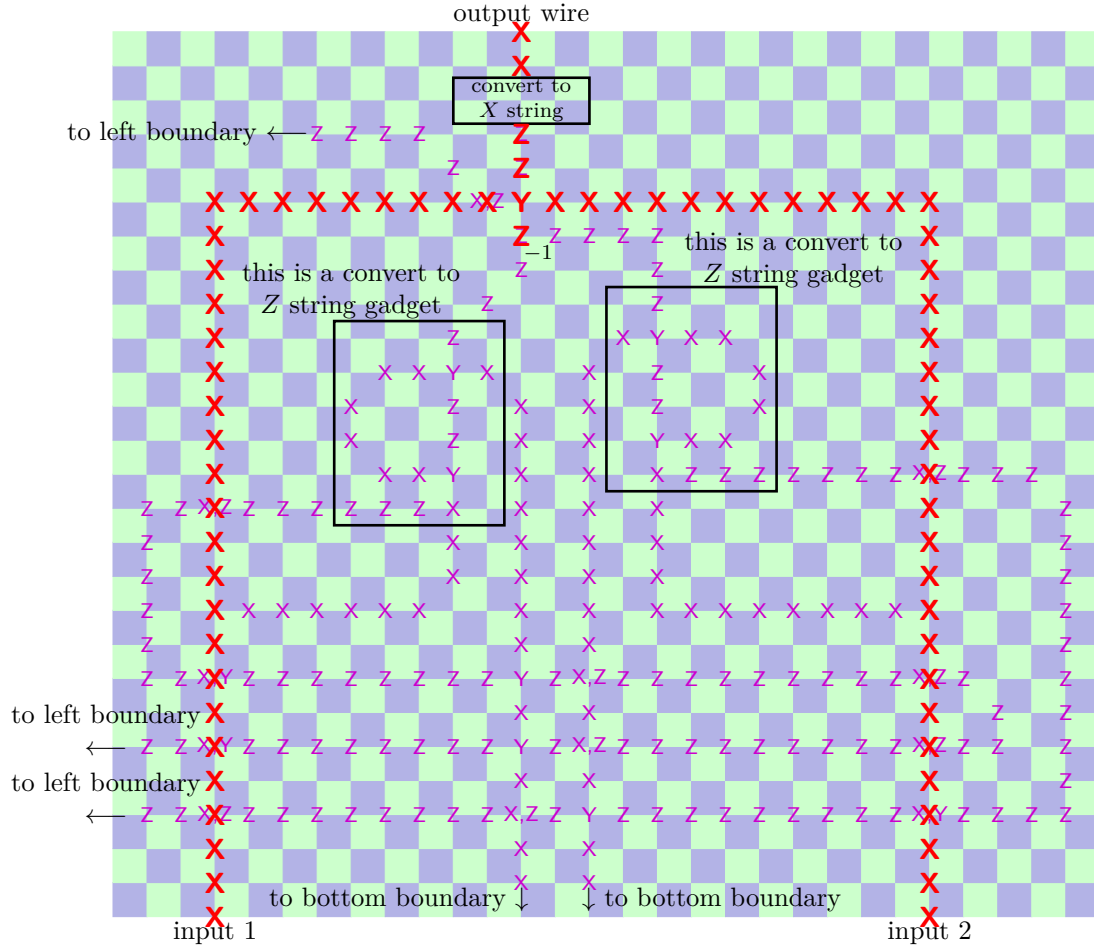 output wire
X
X
convert to
X string
to left boundary ← Z Z Z Z Z
Z Z
X X X X X X X X X,Z Y X X X X X X X X X X X X
X Z Z Z Z Z X
−1
this is a convert to
Z string gadget
this is a convert to
Z string gadget
X Z Z X
X Z Z X
X Z X Y X X X
X X X Y X X Z X X
X X Z X X Z X X
X X Z X X Y X X X
X X X Y X X X Z Z Z Z Z Z Z X,Z Z Z Z
Z Z X,Z Z Z Z Z Z Z X X X X X Z
Z X X X X X X Z
Z X X X X X X Z
Z X X X X X X X X X X X X X X X X X X Z
Z X X X X Z
Z Z X,Y Z Z Z Z Z Z Z Z Y Z X,Z Z Z Z Z Z Z Z Z Z X,Z Z Z
to left boundary
X X X X Z Z
← Z Z X,Y Z Z Z Z Z Z Z Z Y Z X,Z Z Z Z Z Z Z Z Z Z X,Z Z Z
to left boundary
X X X X Z
← Z Z X,Z Z Z Z Z Z Z Z Z X,Z Z Y Z Z Z Z Z Z Z Z Z X,Y Z Z Z Z
X X X X
X X X X
to bottom boundary ↓
↓ to bottom boundary
X X
input 1
input 2